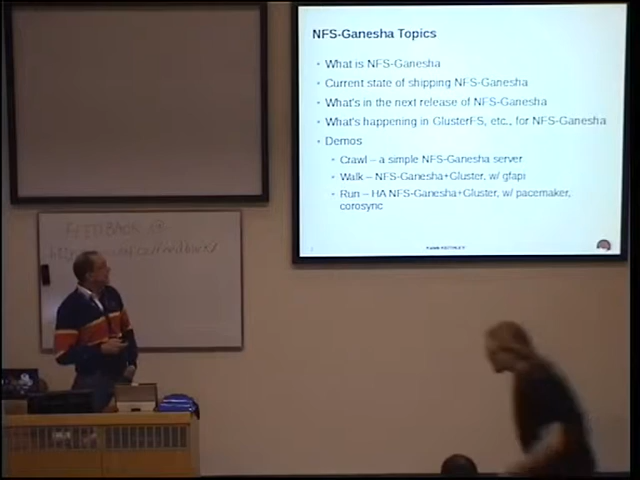 NFS-Ganesha Topics
What is NFS-Ganesha
Current state of shipping NFS-Ganesha
What's in the next release of NFS-Ganesha
What's happening in GlusterFS, etc., for NFS-Ganesha
Demos
Crawl – a simple NFS-Ganesha server
Walk – NFS-Ganesha+Gluster, w/ gfapi
Run – HA NFS-Ganesha+Gluster, w/ pacemaker,
corosync
FEEDBACK @